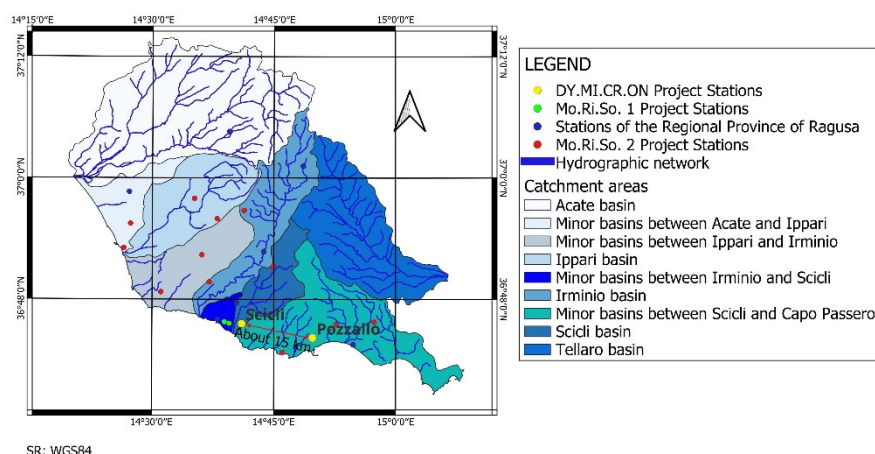 14°15'0"E 14°30'0"E 14°45'0"E 15°0'0"E
37°12'0"N 37°12'0"N
37°0'0"N 37°0'0"N
36°48'0"N 36°48'0"N
Scicli
Pozzallo
About 15 km
14°30'0"E 14°45'0"E 15°0'0"E
SR: WGS84
LEGEND
DY.MI.CR.ON Project Stations
Mo.Ri.So. 1 Project Stations
Stations of the Regional Province of Ragusa
Mo.Ri.So. 2 Project Stations
Hydrographic network
Catchment areas
Acate basin
Minor basins between Acate and Ippari
Minor basins between Ippari and Irminio
Ippari basin
Minor basins between Irminio and Scicli
Irminio basin
Minor basins between Scicli and Capo Passero
Scicli basin
Tellaro basin